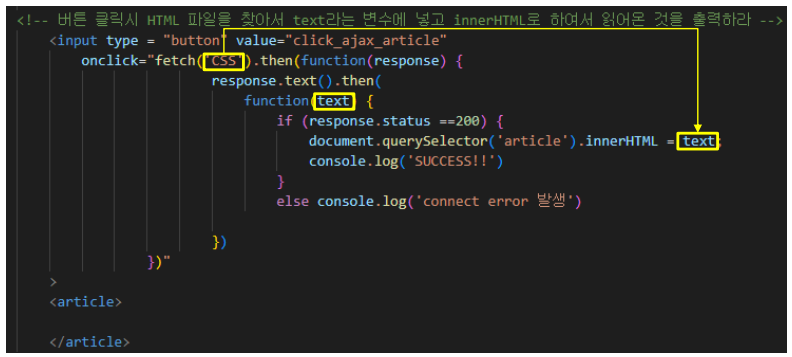 <!-- 버튼 클릭시 HTML 파일을 찾아서 text라는 변수에 넣고 innerHTML로 하여서 읽어온 것을 출력하라 -->
<input type = "button" value="click_ajax_article"
onclick="fetch('CSS').then(function(response) {
response.text().then(
function(text) {
if (response.status ==200) {
document.querySelector('article').innerHTML = text;
console.log('SUCCESS!!')
}
else console.log('connect error 발생')
})
})"
>
<article>
</article>